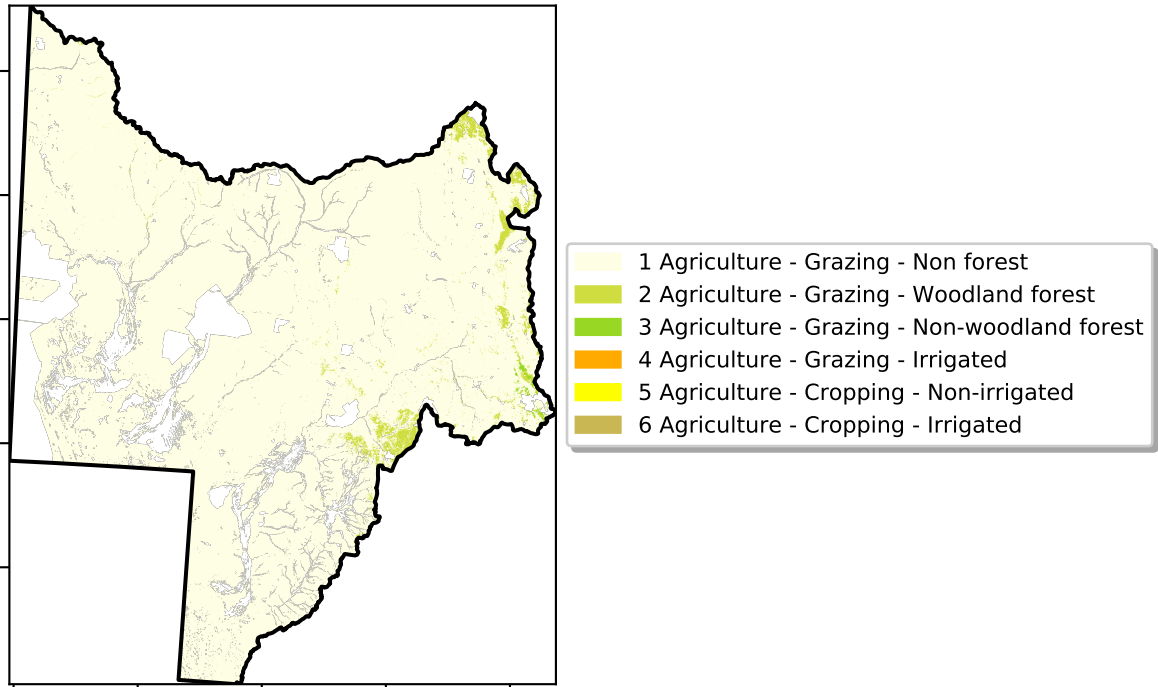 1 Agriculture - Grazing - Non forest
2 Agriculture - Grazing - Woodland forest
3 Agriculture - Grazing - Non-woodland forest
4 Agriculture - Grazing - Irrigated
5 Agriculture - Cropping - Non-irrigated
6 Agriculture - Cropping - Irrigated